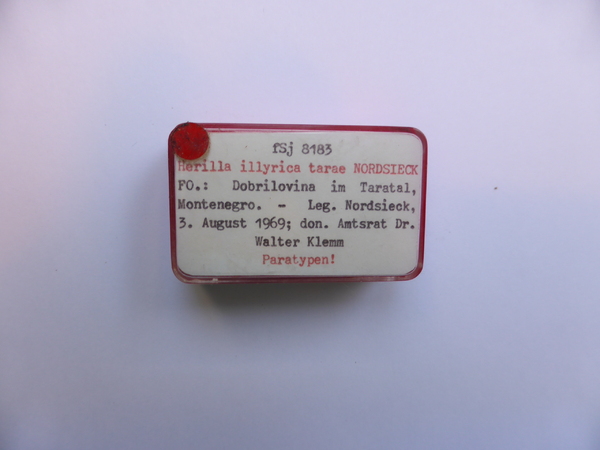 fSj 8183
Herilla illyrica tarae NORDSIECK
FO.: Dobrilovina im Taratal,
Montenegro. - Leg. Nordsieck,
3. August 1969; don. Amtsrat Dr.
Walter Klemm
Paratypen!